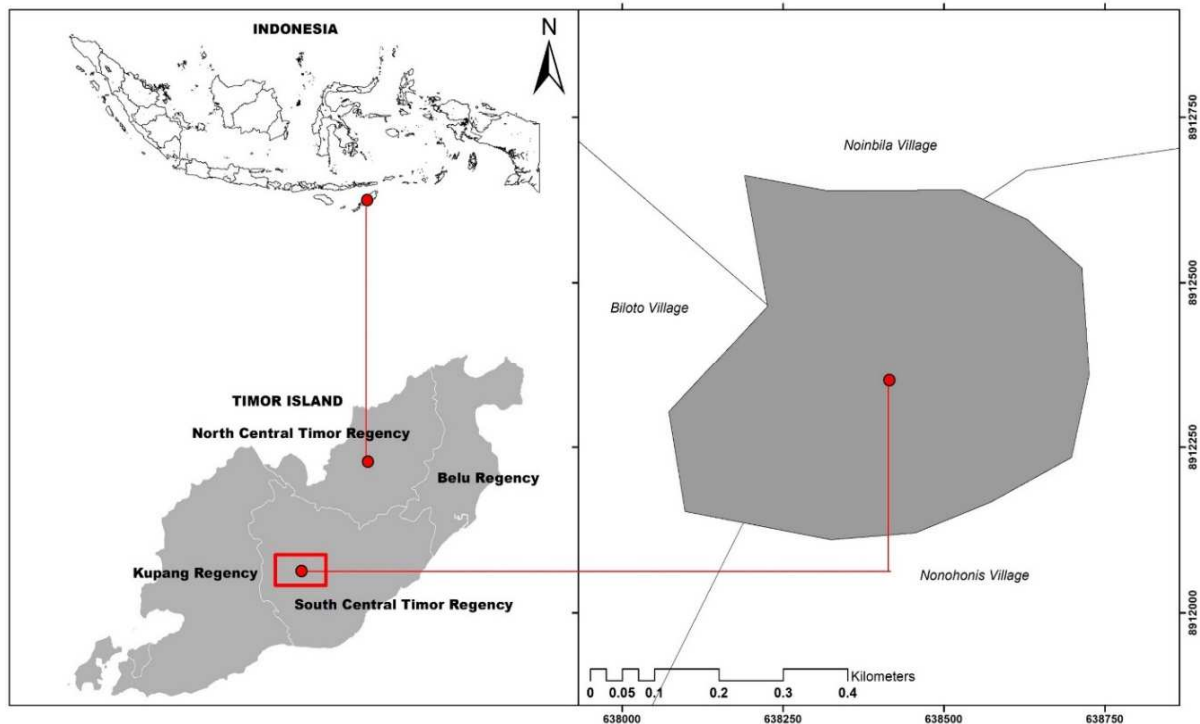 INDONESIA
N
TIMOR ISLAND
North Central Timor Regency
Belu Regency
Kupang Regency
South Central Timor Regency
Noinbila Village
Biloto Village
Nonohonis Village
8912750
8912500
8912250
8912000
Kilometers
0 0.05 0.1 0.2 0.3 0.4
638000 638250 638500 638750